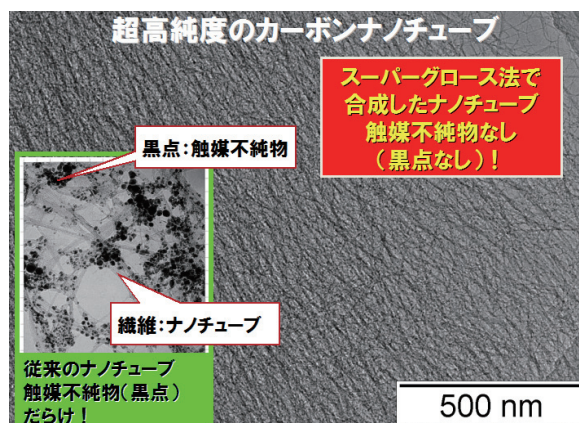 超高純度のカーボンナノチューブ
スーパーグロース法で
合成したナノチューブ
触媒不純物なし
(黒点なし)!
黒点:触媒不純物
繊維:ナノチューブ
従来のナノチューブ
触媒不純物(黒点)
だらけ!
500 nm